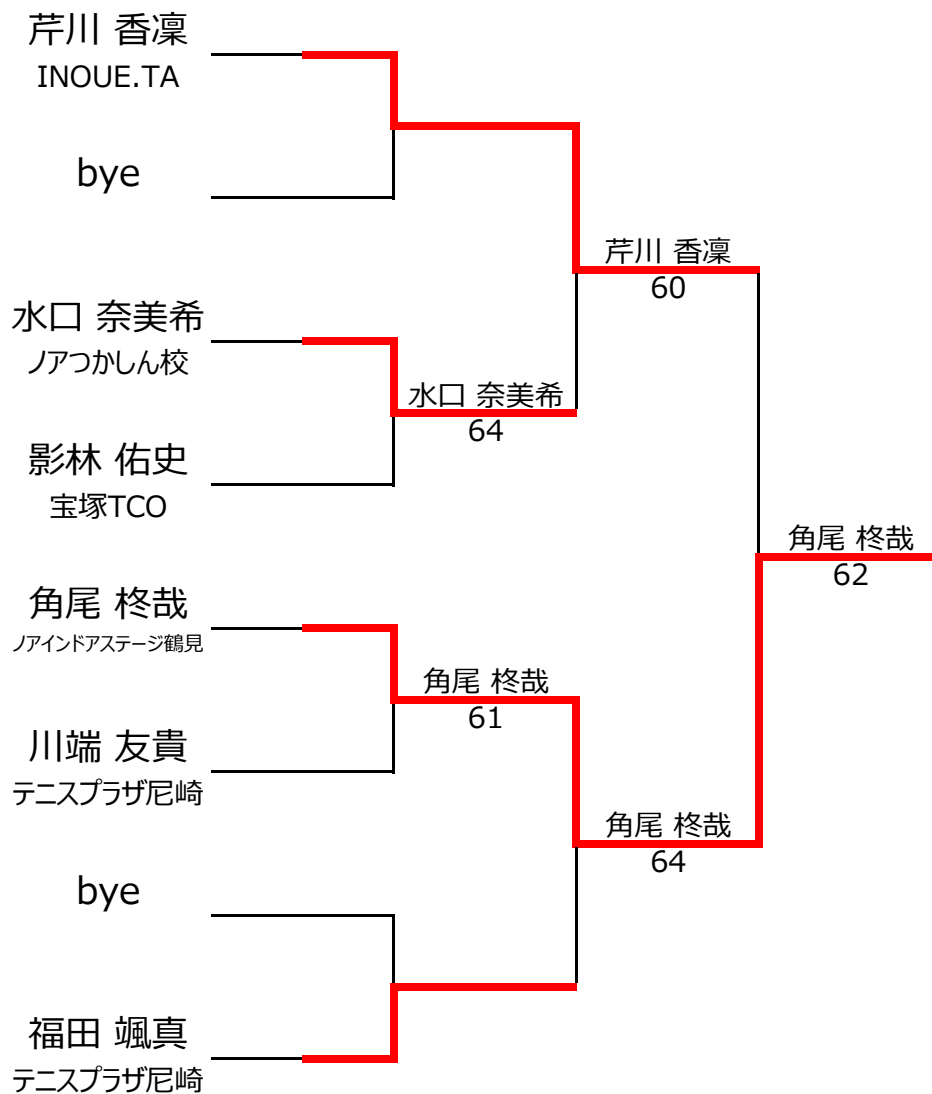 芹川 香凜
INOUE.TA
bye
水口 奈美希
ノアつかしん校
影林 佑史
宝塚TCO
角尾 柊哉
ノアインドアステージ鶴見
川端 友貴
テニスプラザ尼崎
bye
福田 颯真
テニスプラザ尼崎
水口 奈美希
64
角尾 柊哉
61
芹川 香凜
60
角尾 柊哉
64
角尾 柊哉
62